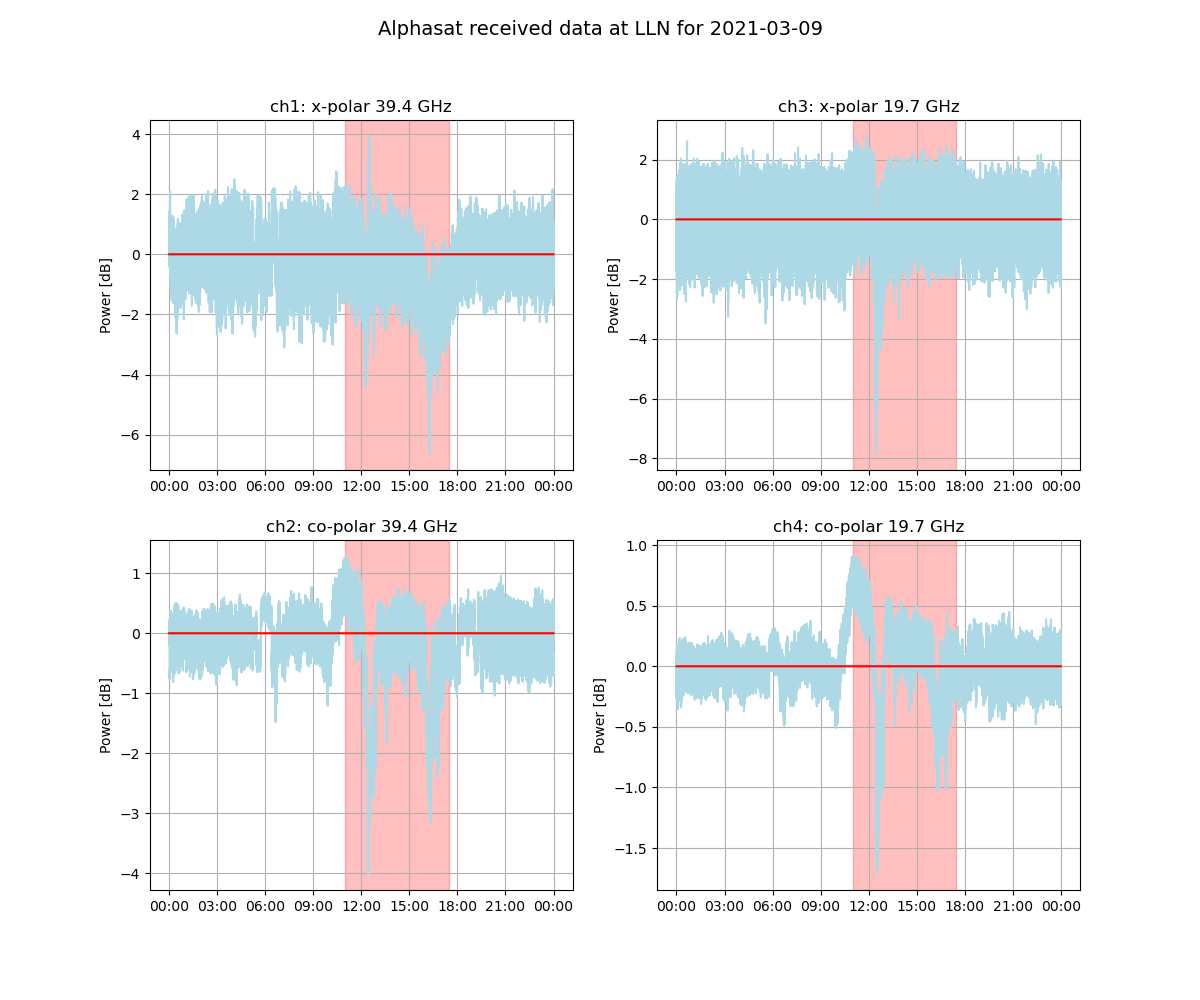 Alphasat received data at LLN for 2021-03-09
ch1: x-polar 39.4 GHz
Power [dB]
4
2
0
−2
−4
−6
00:00 03:00 06:00 09:00 12:00 15:00 18:00 21:00 00:00
ch3: x-polar 19.7 GHz
Power [dB]
2
0
−2
−4
−6
−8
00:00 03:00 06:00 09:00 12:00 15:00 18:00 21:00 00:00
ch2: co-polar 39.4 GHz
Power [dB]
1
0
−1
−2
−3
−4
00:00 03:00 06:00 09:00 12:00 15:00 18:00 21:00 00:00
ch4: co-polar 19.7 GHz
Power [dB]
1.0
0.5
0.0
−0.5
−1.0
−1.5
00:00 03:00 06:00 09:00 12:00 15:00 18:00 21:00 00:00